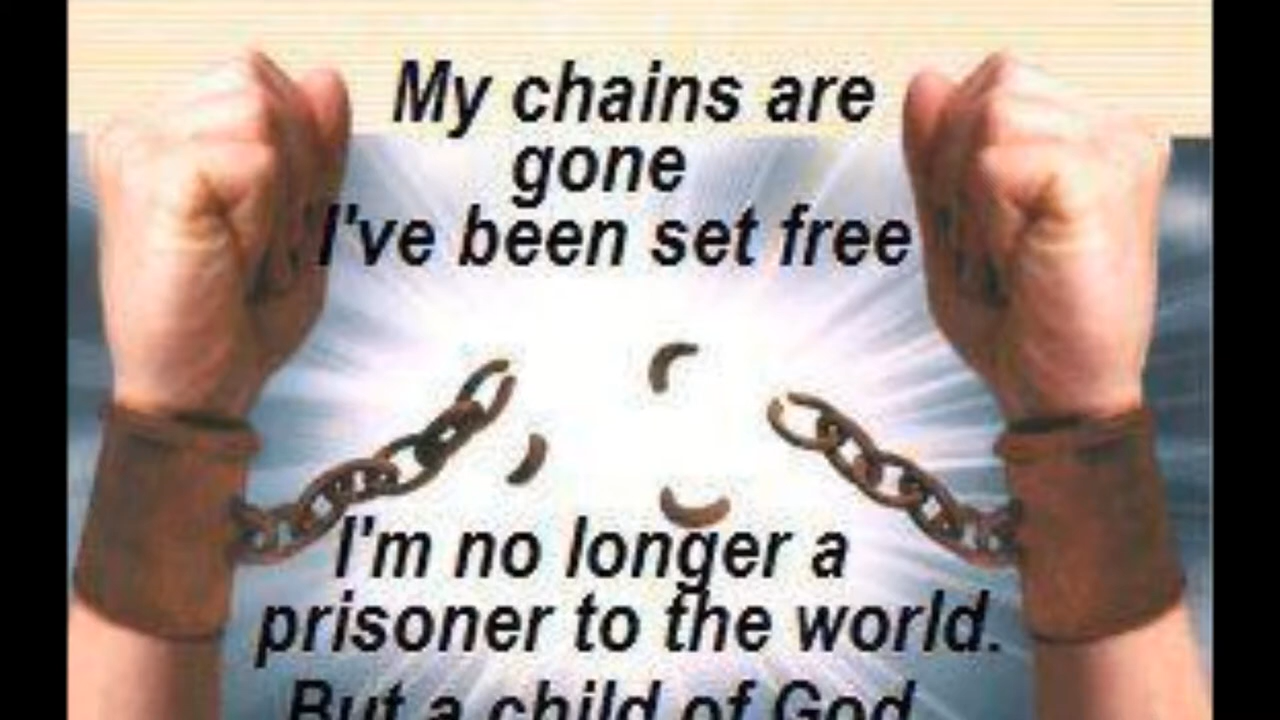 My chains are
gone
I've been set free
I'm no longer a
prisoner to the world.
But a child of God